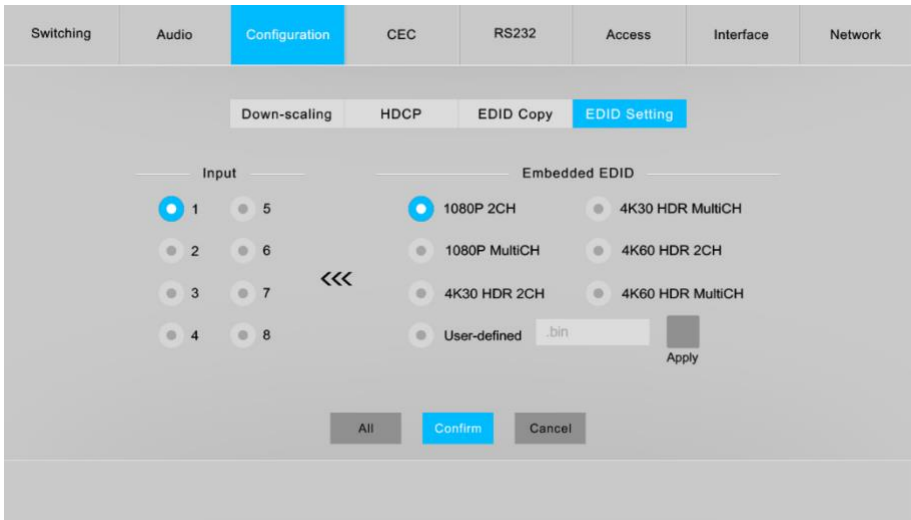 Switching Audio Configuration CEC RS232 Access Interface Network
Down-scaling HDCP EDID Copy EDID Setting
Input Embedded EDID
1 5 1080P 2CH 4K30 HDR MultiCH
2 6 1080P MultiCH 4K60 HDR 2CH
<<<
3 7 4K30 HDR 2CH 4K60 HDR MultiCH
4 8 User-defined .bin
Apply
All Confirm Cancel